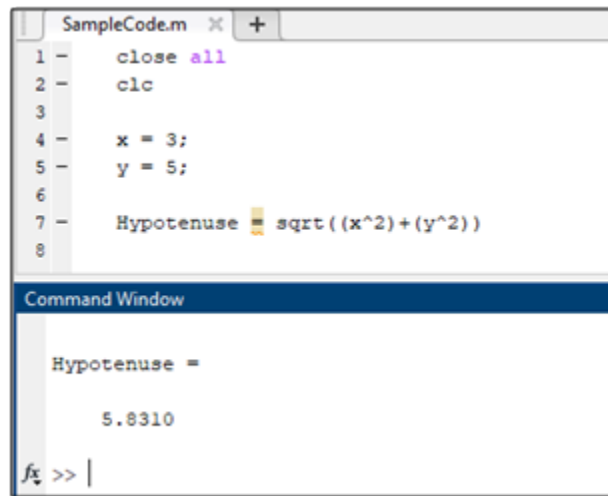 SampleCode.m × +
1 - close all
2 - clc
3
4 - x = 3;
5 - y = 5;
6
7 - Hypotenuse = sqrt((x^2)+(y^2))
8
Command Window
Hypotenuse =
5.8310
fx >>